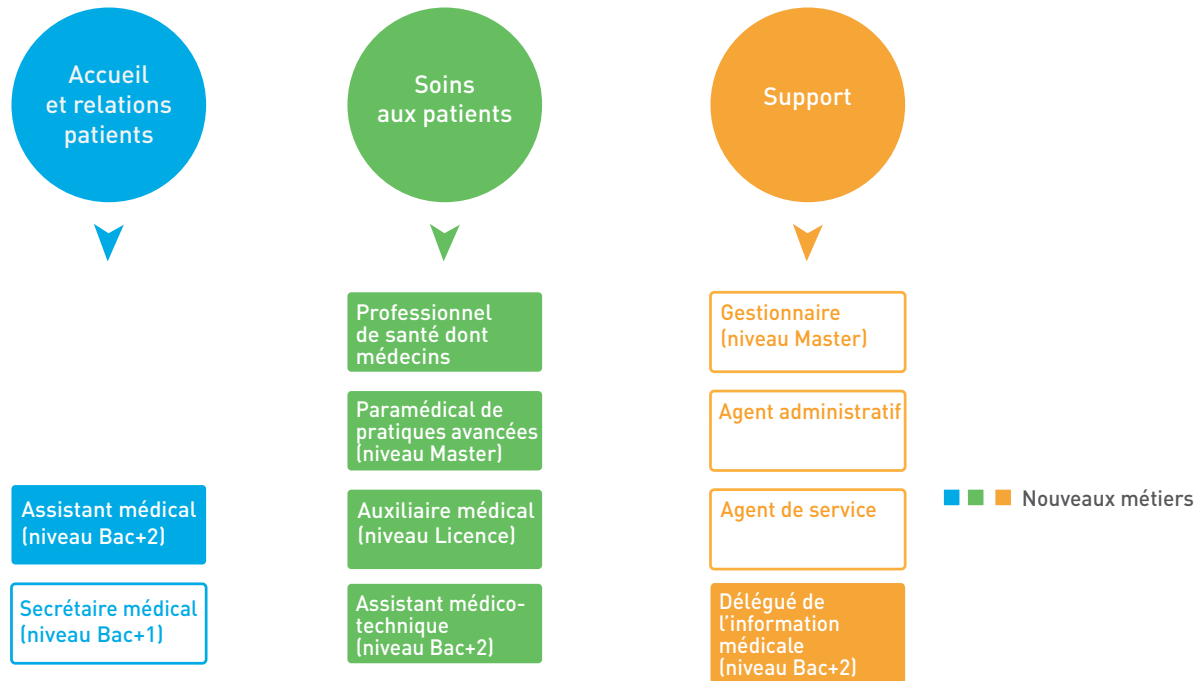 Accueil
et relations
patients
Soins
aux patients
Support
Assistant médical
(niveau Bac+2)
Secrétaire médical
(niveau Bac+1)
Professionnel
de santé dont
médecins
Paramédical de
pratiques avancées
(niveau Master)
Auxiliaire médical
(niveau Licence)
Assistant médico-
technique
(niveau Bac+2)
Gestionnaire
(niveau Master)
Agent administratif
Agent de service
Délégué de
l'information
médicale
(niveau Bac+2)
Nouveaux métiers